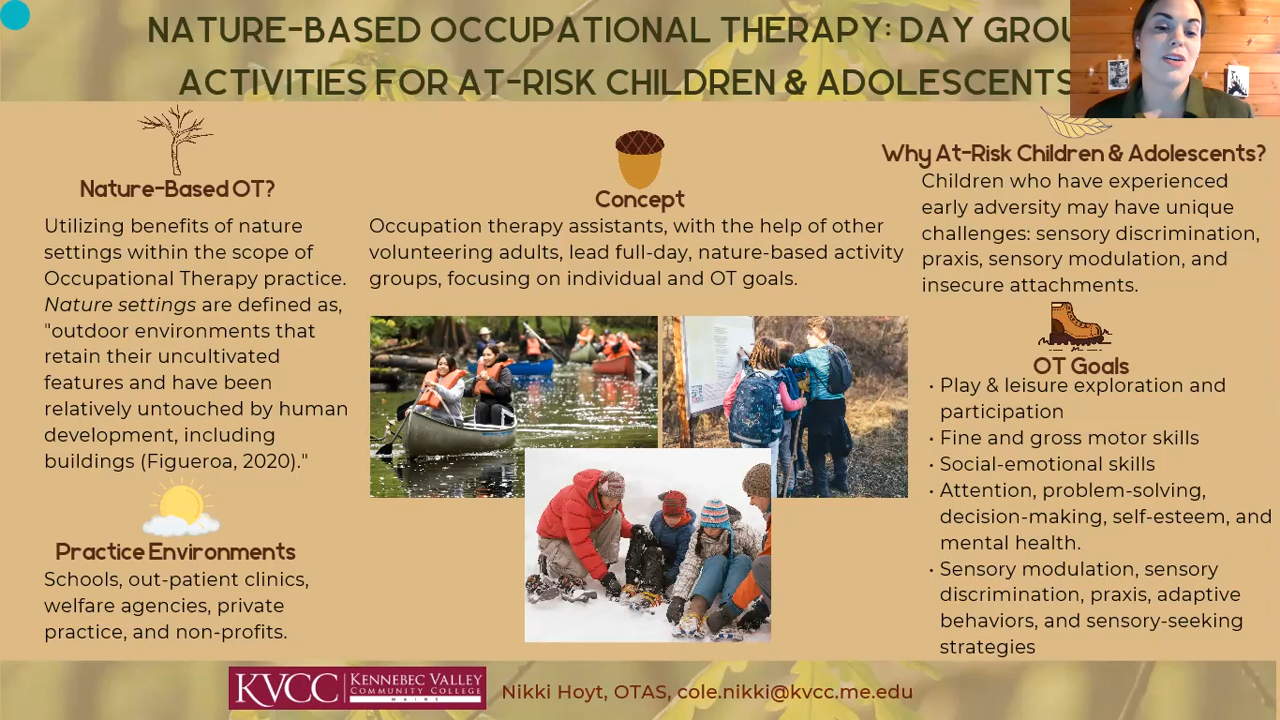 NATURE-BASED OCCUPATIONAL THERAPY: DAY
ACTIVITIES FOR AT-RISK CHILDREN & ADOLESCENTS
Nature-Based OT?
Utilizing benefits of nature
settings within the scope of
Occupational Therapy practice.
Nature settings are defined as,
"outdoor environments that
retain their uncultivated
features and have been
relatively untouched by human
development, including
buildings (Figueroa, 2020)."
Practice Environments
Schools, out-patient clinics,
welfare agencies, private
practice, and non-profits.
Concept
Occupation therapy assistants, with the help of other
volunteering adults, lead full-day, nature-based activity
groups, focusing on individual and OT goals.
Why At-Risk Children & Adolescents?
Children who have experienced
early adversity may have unique
challenges: sensory discrimination,
praxis, sensory modulation, and
insecure attachments.
OT Goals
• Play & leisure exploration and
participation
• Fine and gross motor skills
• Social-emotional skills
• Attention, problem-solving,
decision-making, self-esteem, and
mental health.
• Sensory modulation, sensory
discrimination, praxis, adaptive
behaviors, and sensory-seeking
strategies
KVCC KENNEBEC VALLEY
COMMUNITY COLLEGE
MAINE
Nikki Hoyt, OTAS, cole.nikki@kvcc.me.edu